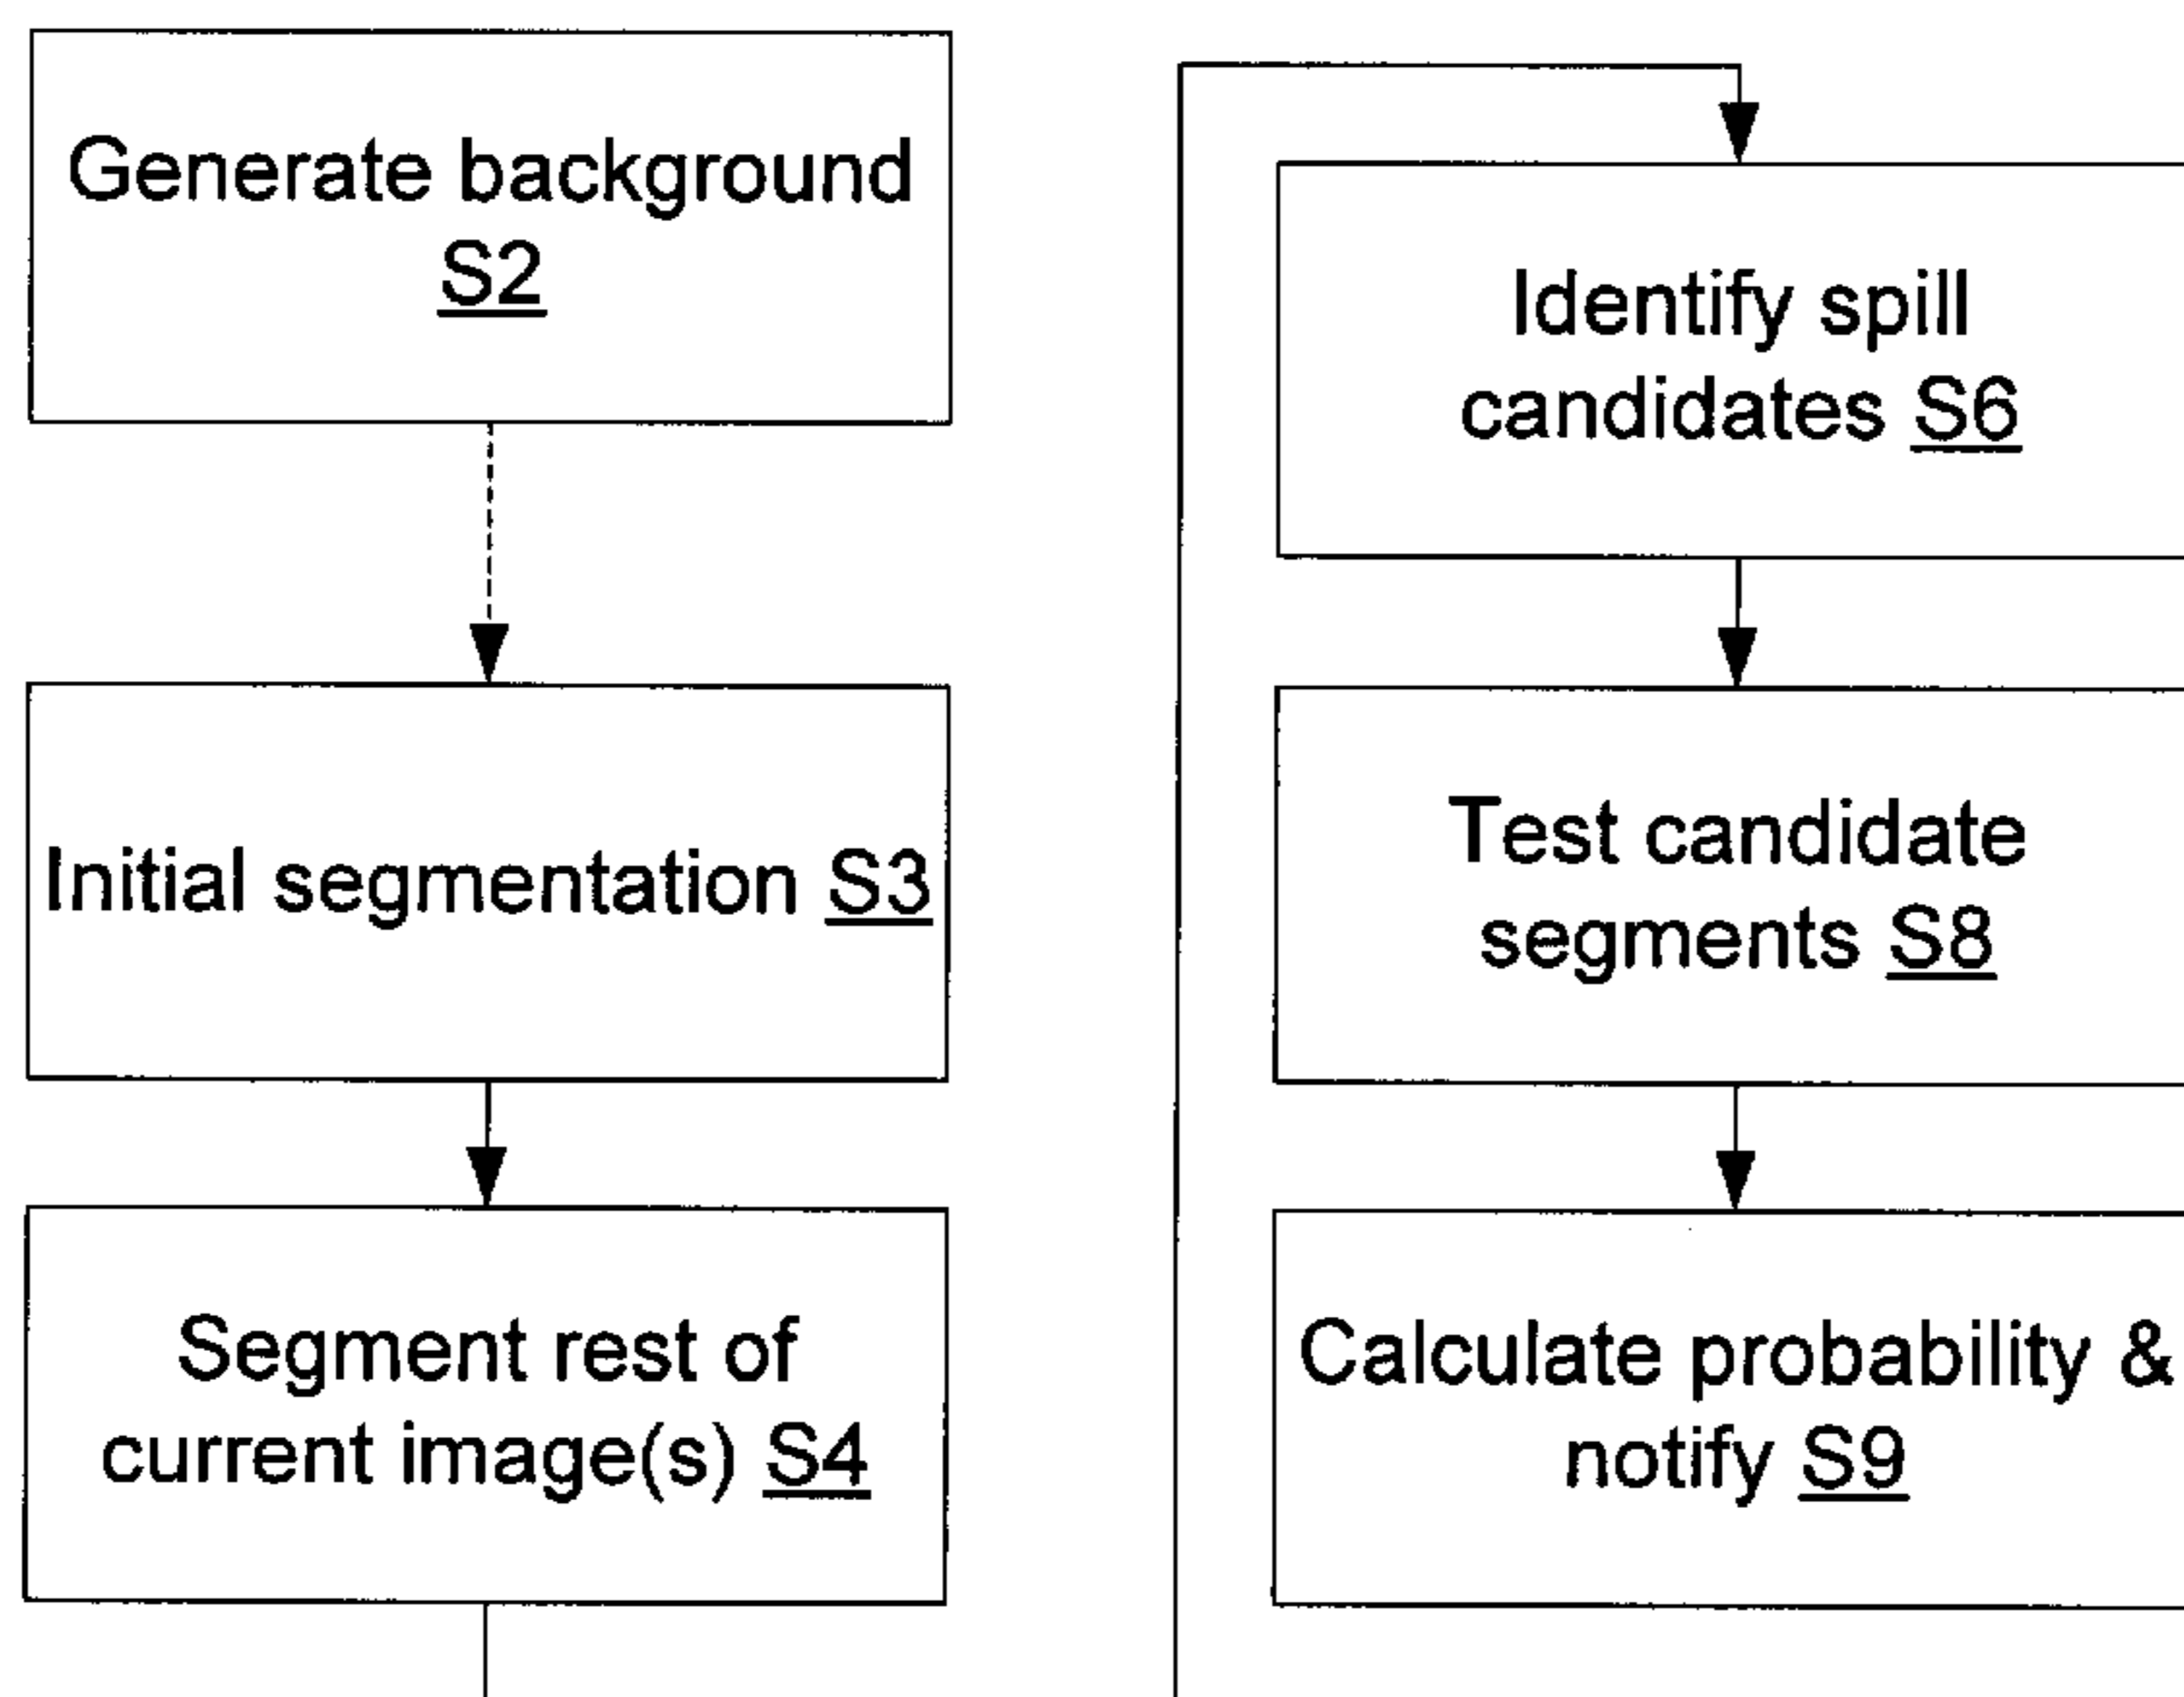 Generate background
S2
Initial segmentation S3
Segment rest of
current image(s) S4
Identify spill
candidates S6
Test candidate
segments S8
Calculate probability &
notify S9